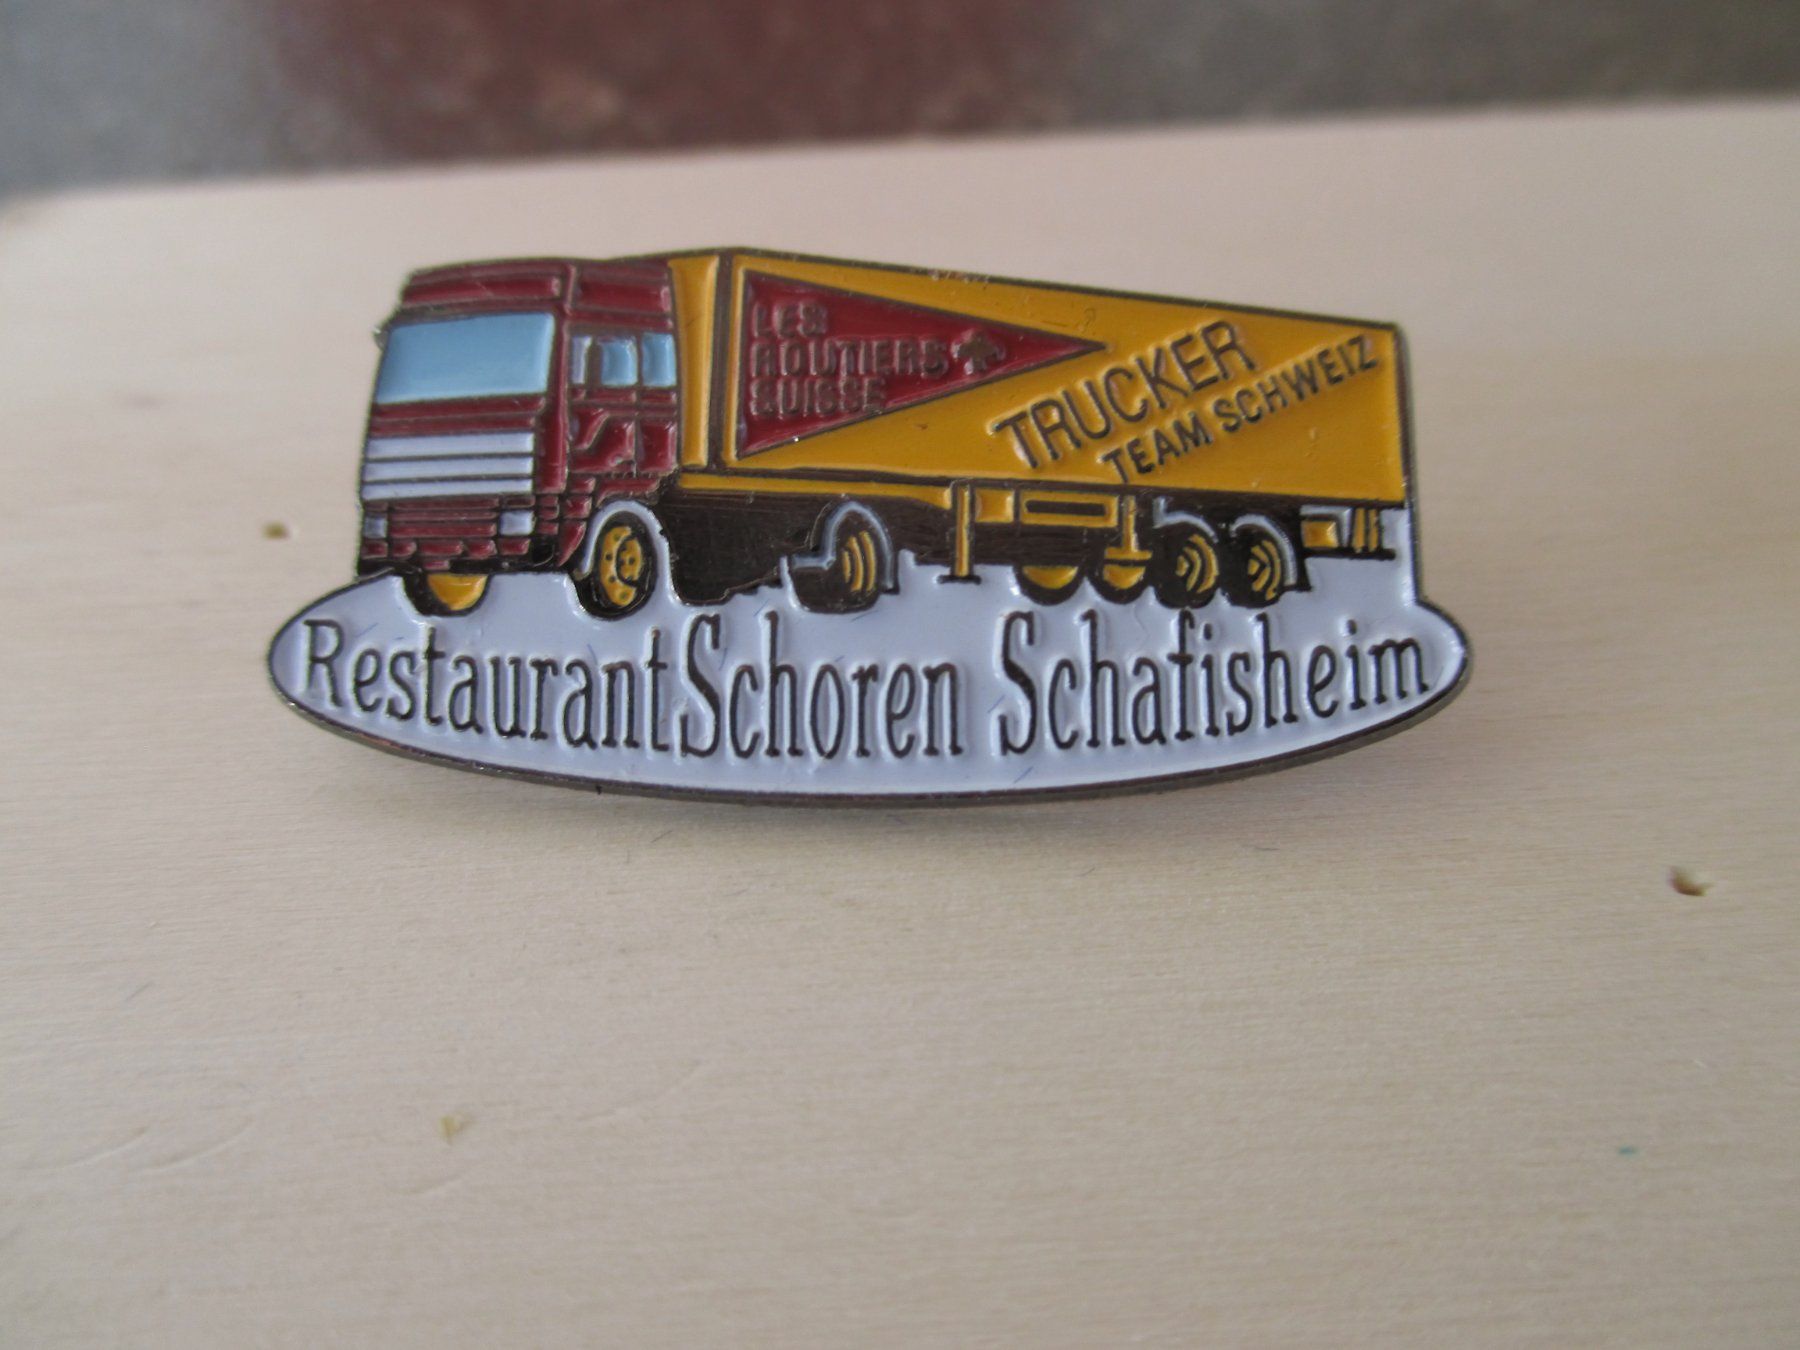 LES
ROUTIERS
SUISSE
TRUCKER
TEAM SCHWEIZ
Restaurant Schoren Schafisheim